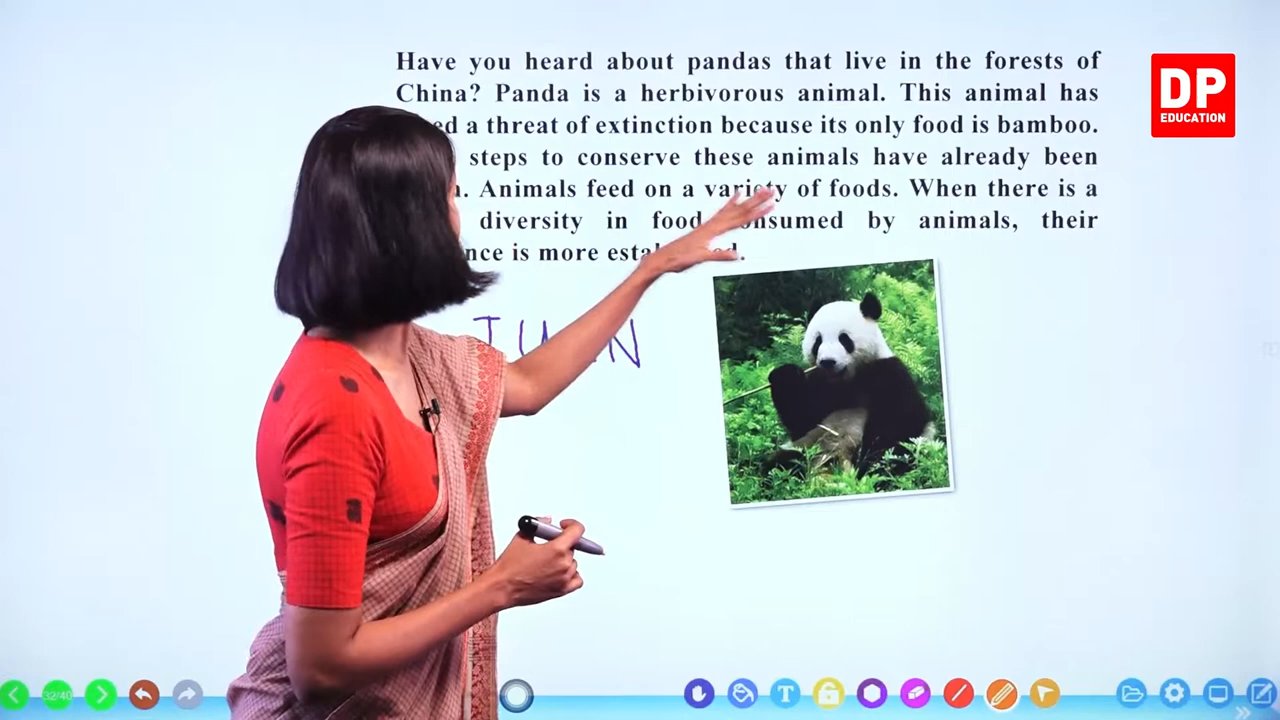 Have you heard about pandas that live in the forests of
China? Panda is a herbivorous animal. This animal has
a threat of extinction because its only food is bamboo.
steps to conserve these animals have already been
Animals feed on a variety of foods. When there is a
diversity in food consumed by animals, their
is more
DP
EDUCATION
32/40